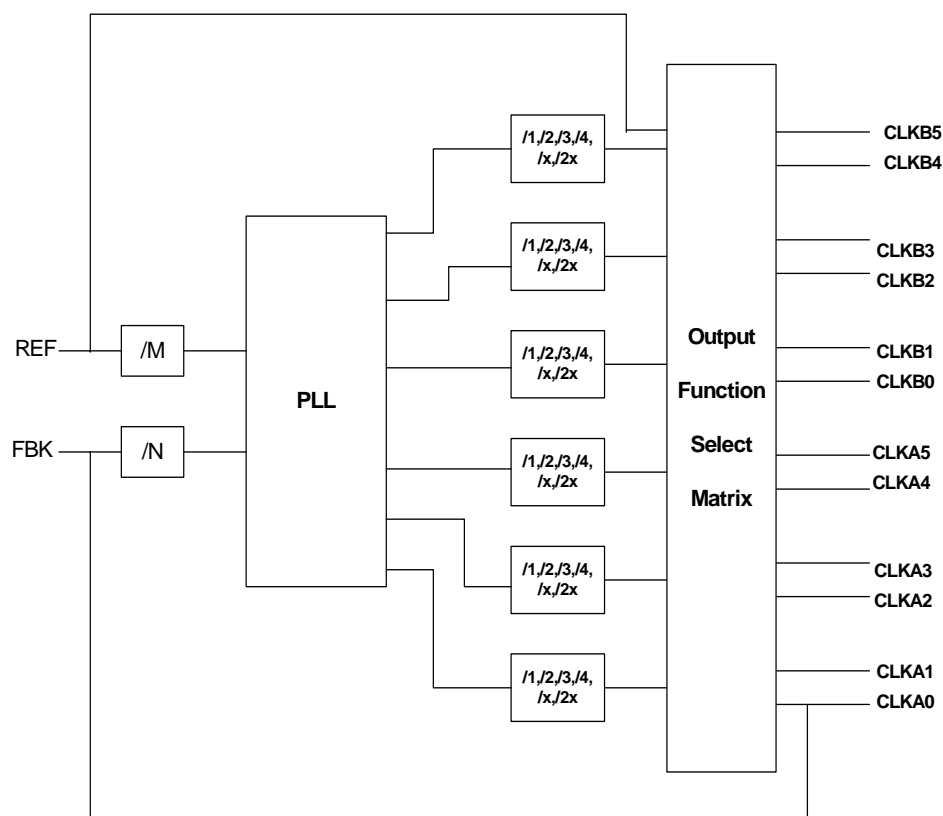 /1,/2,/3,/4,
/x,/2x
/1,/2,/3,/4,
/x,/2x
/1,/2,/3,/4,
/x,/2x
/1,/2,/3,/4,
/x,/2x
/1,/2,/3,/4,
/x,/2x
/1,/2,/3,/4,
/x,/2x
REF
/M
FBK
/N
PLL
Output
Function
Select
Matrix
CLKB5
CLKB4
CLKB3
CLKB2
CLKB1
CLKB0
CLKA5
CLKA4
CLKA3
CLKA2
CLKA1
CLKA0